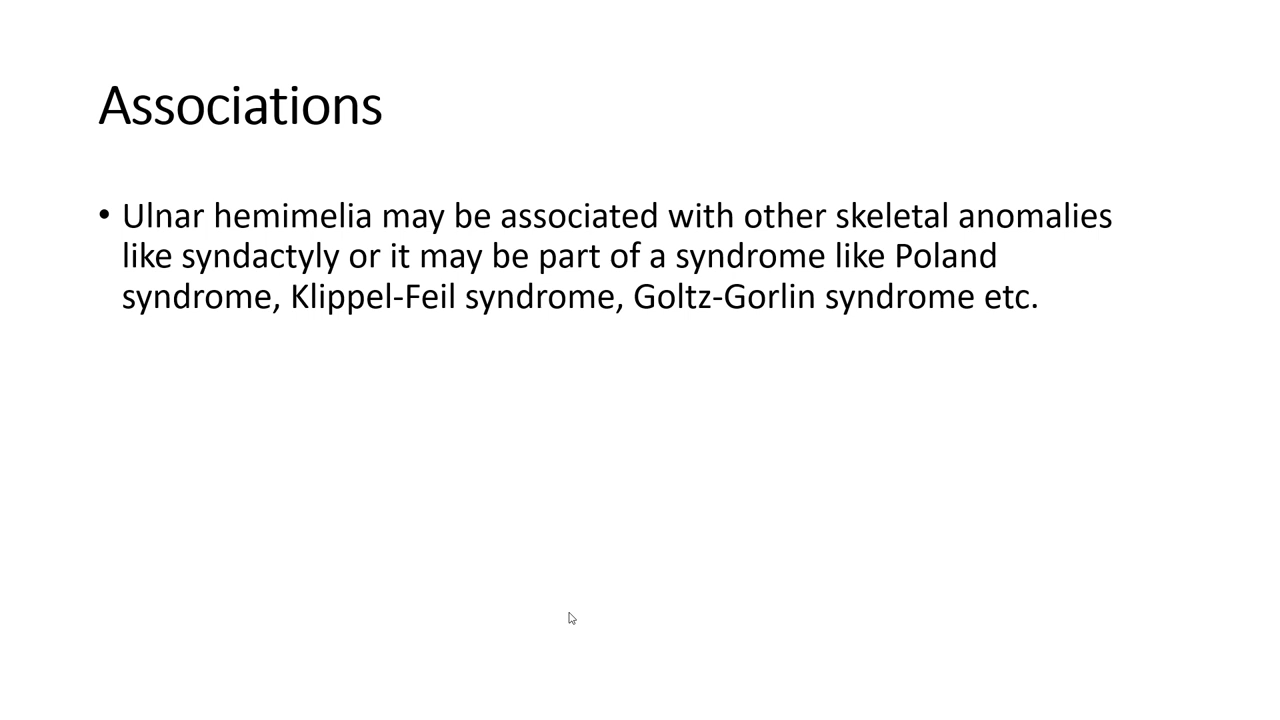 Associations
• Ulnar hemimelia may be associated with other skeletal anomalies
like syndactyly or it may be part of a syndrome like Poland
syndrome, Klippel-Feil syndrome, Goltz-Gorlin syndrome etc.